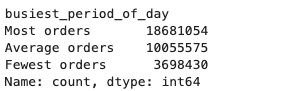 busiest_period_of_day
Most orders       18681054
Average orders    10055575
Fewest orders      3698430
Name: count, dtype: int64